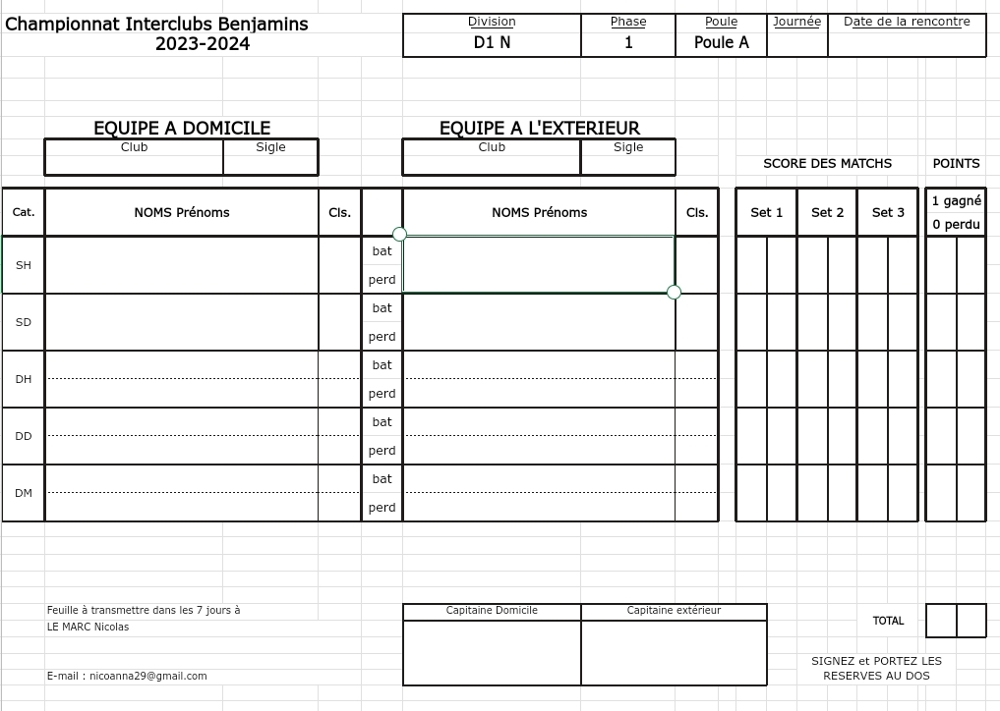 Championnat Interclubs Benjamins
2023-2024
Division Phase Poule Journée Date de la rencontre
D1 N 1 Poule A
EQUIPE A DOMICILE EQUIPE A L'EXTERIEUR
Club Sigle Club Sigle
SCORE DES MATCHS POINTS
Cat. NOMS Prénoms Cls. NOMS Prénoms Cls. Set 1 Set 2 Set 3 1 gagné
0 perdu
SH bat
perd
SD bat
perd
DH bat
perd
DD bat
perd
DM bat
perd
Feuille à transmettre dans les 7 jours à Capitaine Domicile Capitaine extérieur
LE MARC Nicolas TOTAL
SIGNEZ et PORTEZ LES
E-mail : nicoanna29@gmail.com RESERVES AU DOS